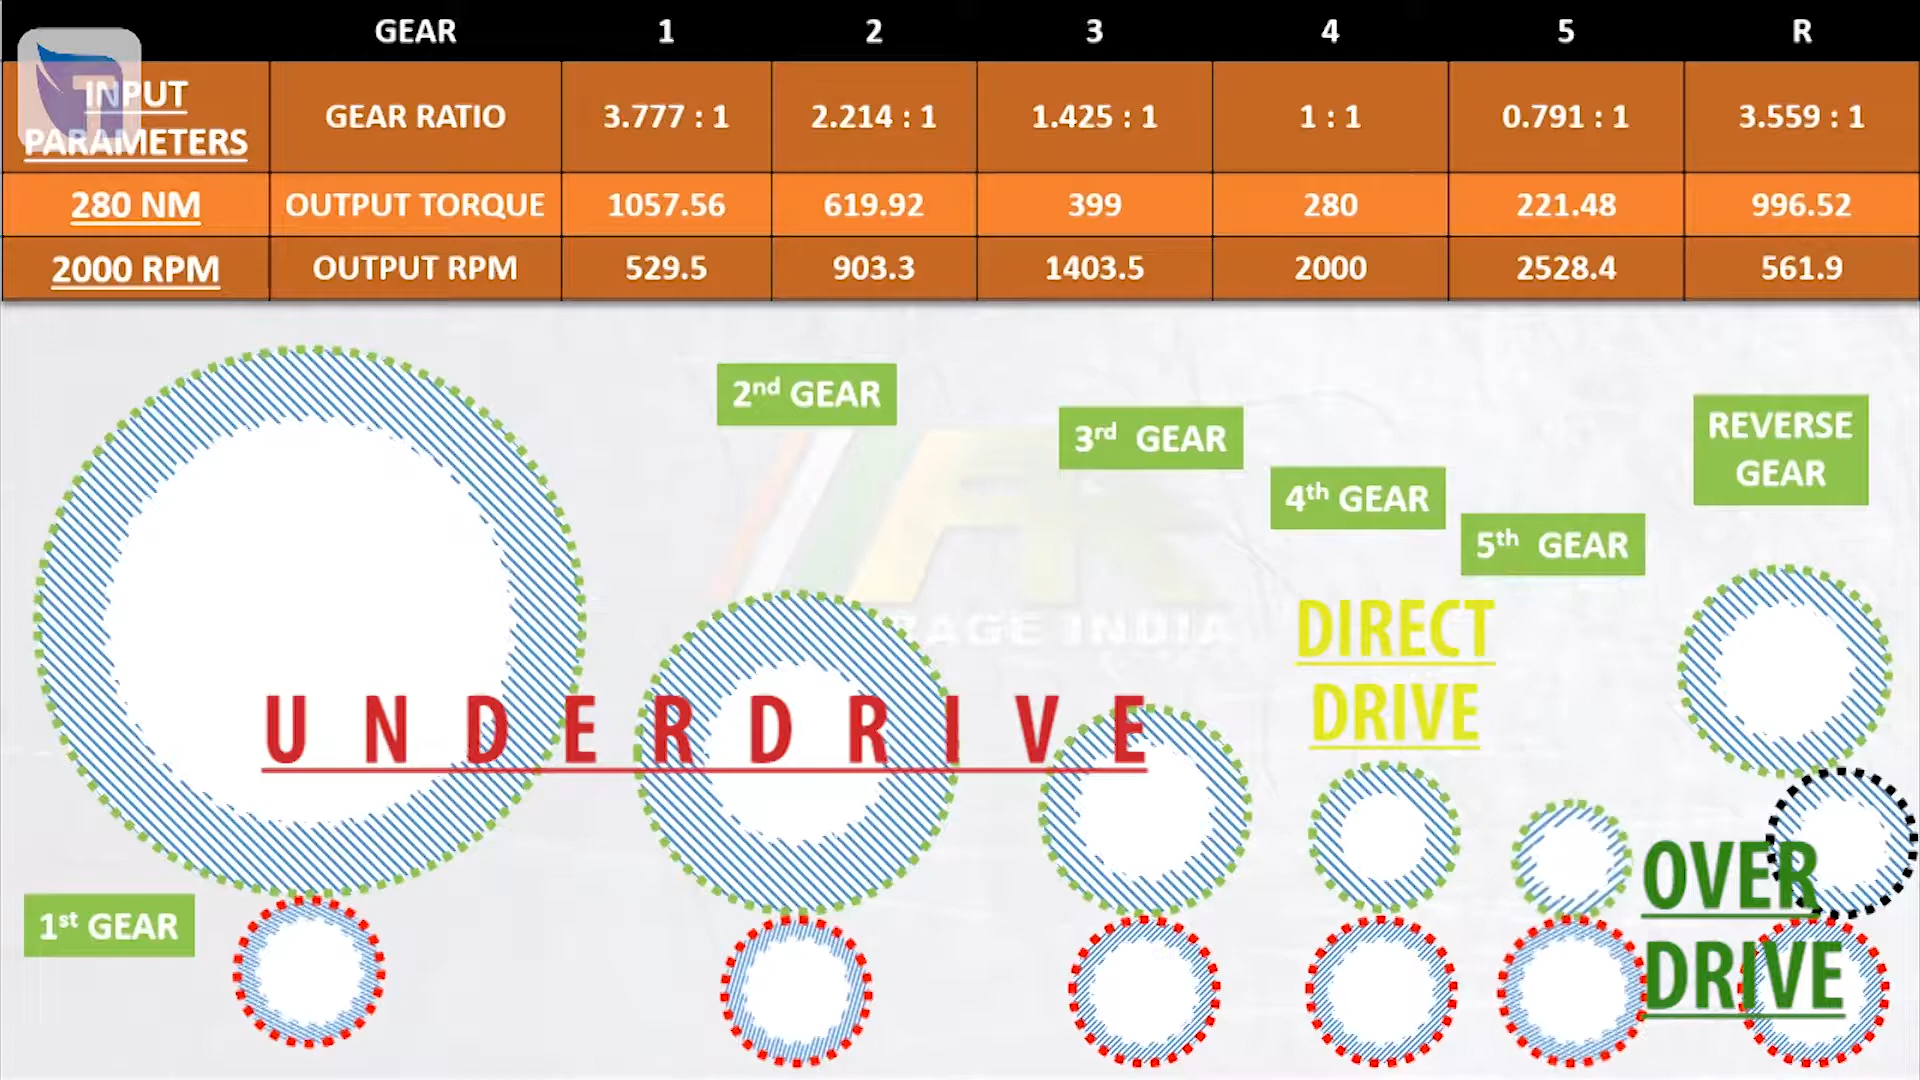 GEAR 1 2 3 4 5 R
INPUT PARAMETERS GEAR RATIO 3.777 : 1 2.214 : 1 1.425 : 1 1 : 1 0.791 : 1 3.559 : 1
280 NM OUTPUT TORQUE 1057.56 619.92 399 280 221.48 996.52
2000 RPM OUTPUT RPM 529.5 903.3 1403.5 2000 2528.4 561.9
2nd GEAR
3rd GEAR
REVERSE
GEAR
4th GEAR
5th GEAR
DIRECT
DRIVE
RAGE INDIA
UNDERDRIVE
OVER
DRIVE
1st GEAR